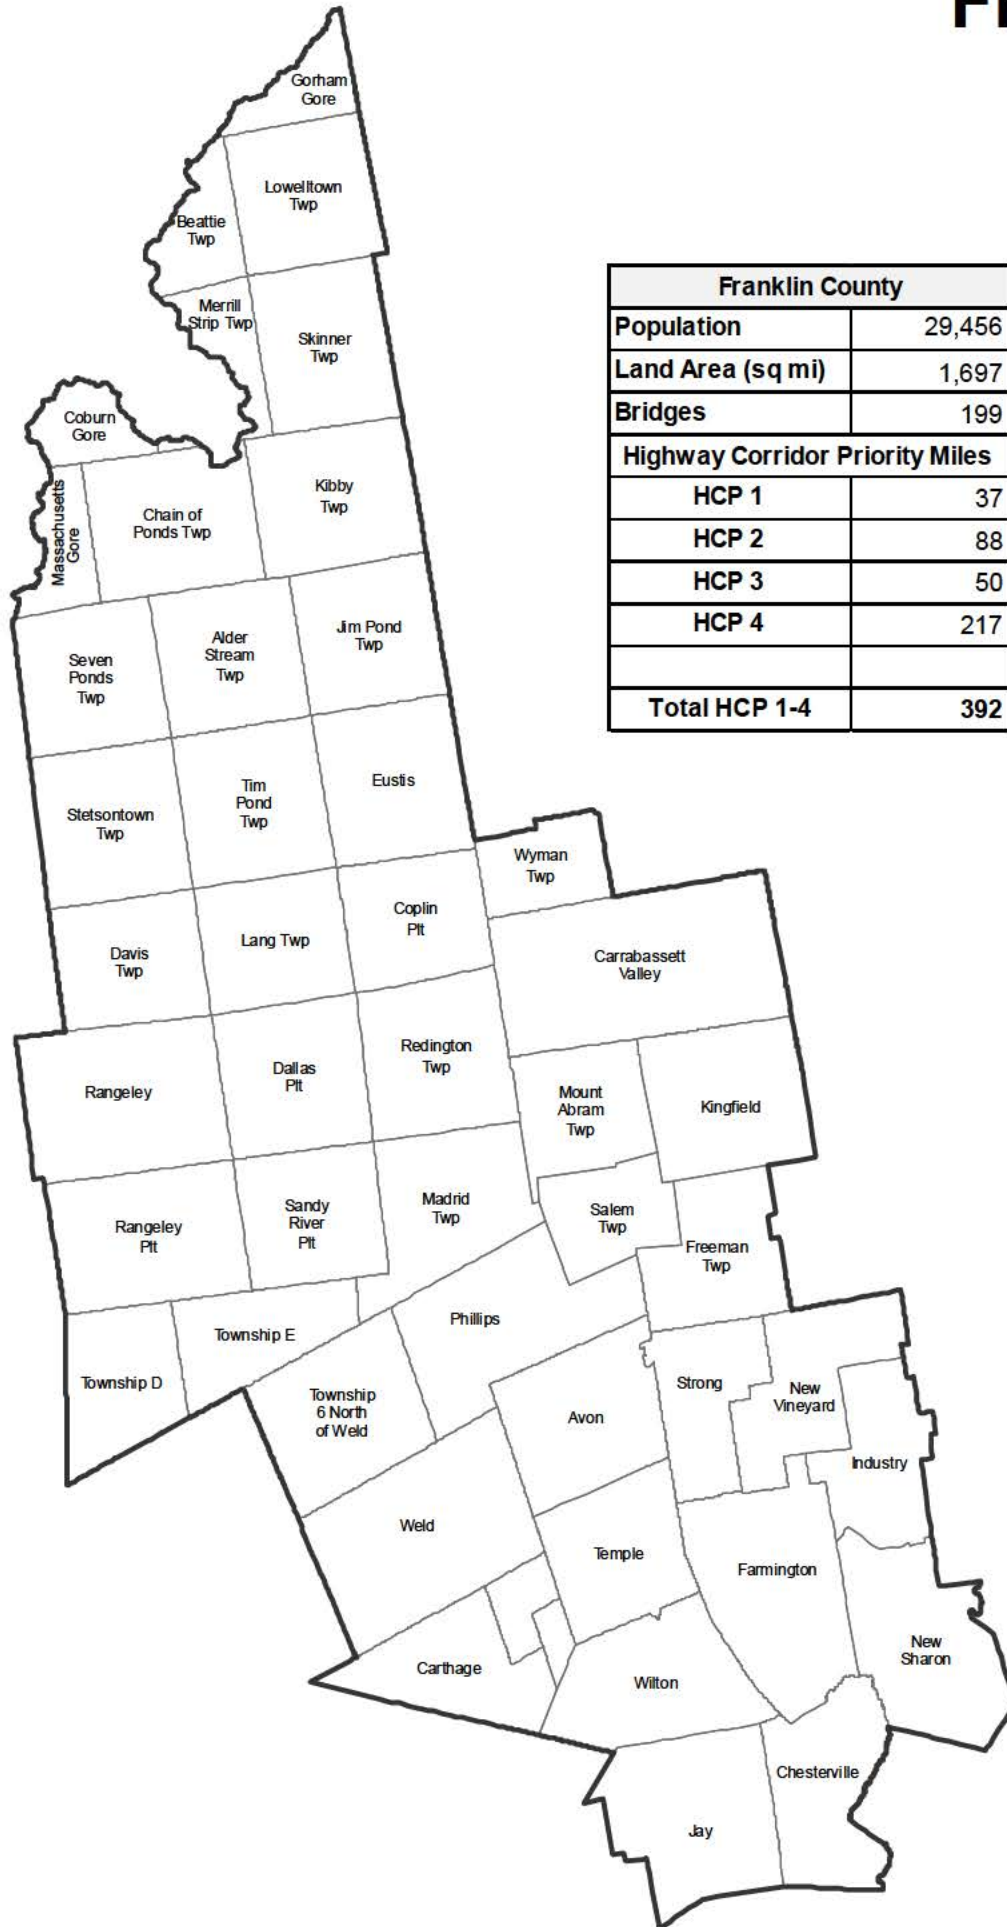 Gorham
Gore
Lowelltown
Twp
Beattie
Twp
Merrill
Strip Twp
Skinner
Twp
Franklin County
Population 29,456
Land Area (sq mi) 1,697
Bridges 199
Highway Corridor Priority Miles
HCP 1 37
HCP 2 88
HCP 3 50
HCP 4 217
Total HCP 1-4 392
Coburn
Gore
Massachusetts
Gore
Chain of
Ponds Twp
Kibby
Twp
Seven
Ponds
Twp
Alder
Stream
Twp
Jim Pond
Twp
Stetsontown
Twp
Tim
Pond
Twp
Eustis
Wyman
Twp
Davis
Twp
Lang Twp
Coplin
Plt
Carrabassett
Valley
Rangeley
Dallas
Plt
Redington
Twp
Mount
Abram
Twp
Kingfield
Rangeley
Plt
Sandy
River
Plt
Madrid
Twp
Salem
Twp
Freeman
Twp
Phillips
Township E
Township D
Township
6 North
of Weld
Avon
Strong
New
Vineyard
Industry
Weld
Temple
Farmington
New
Sharon
Carthage
Wilton
Chesterville
Jay